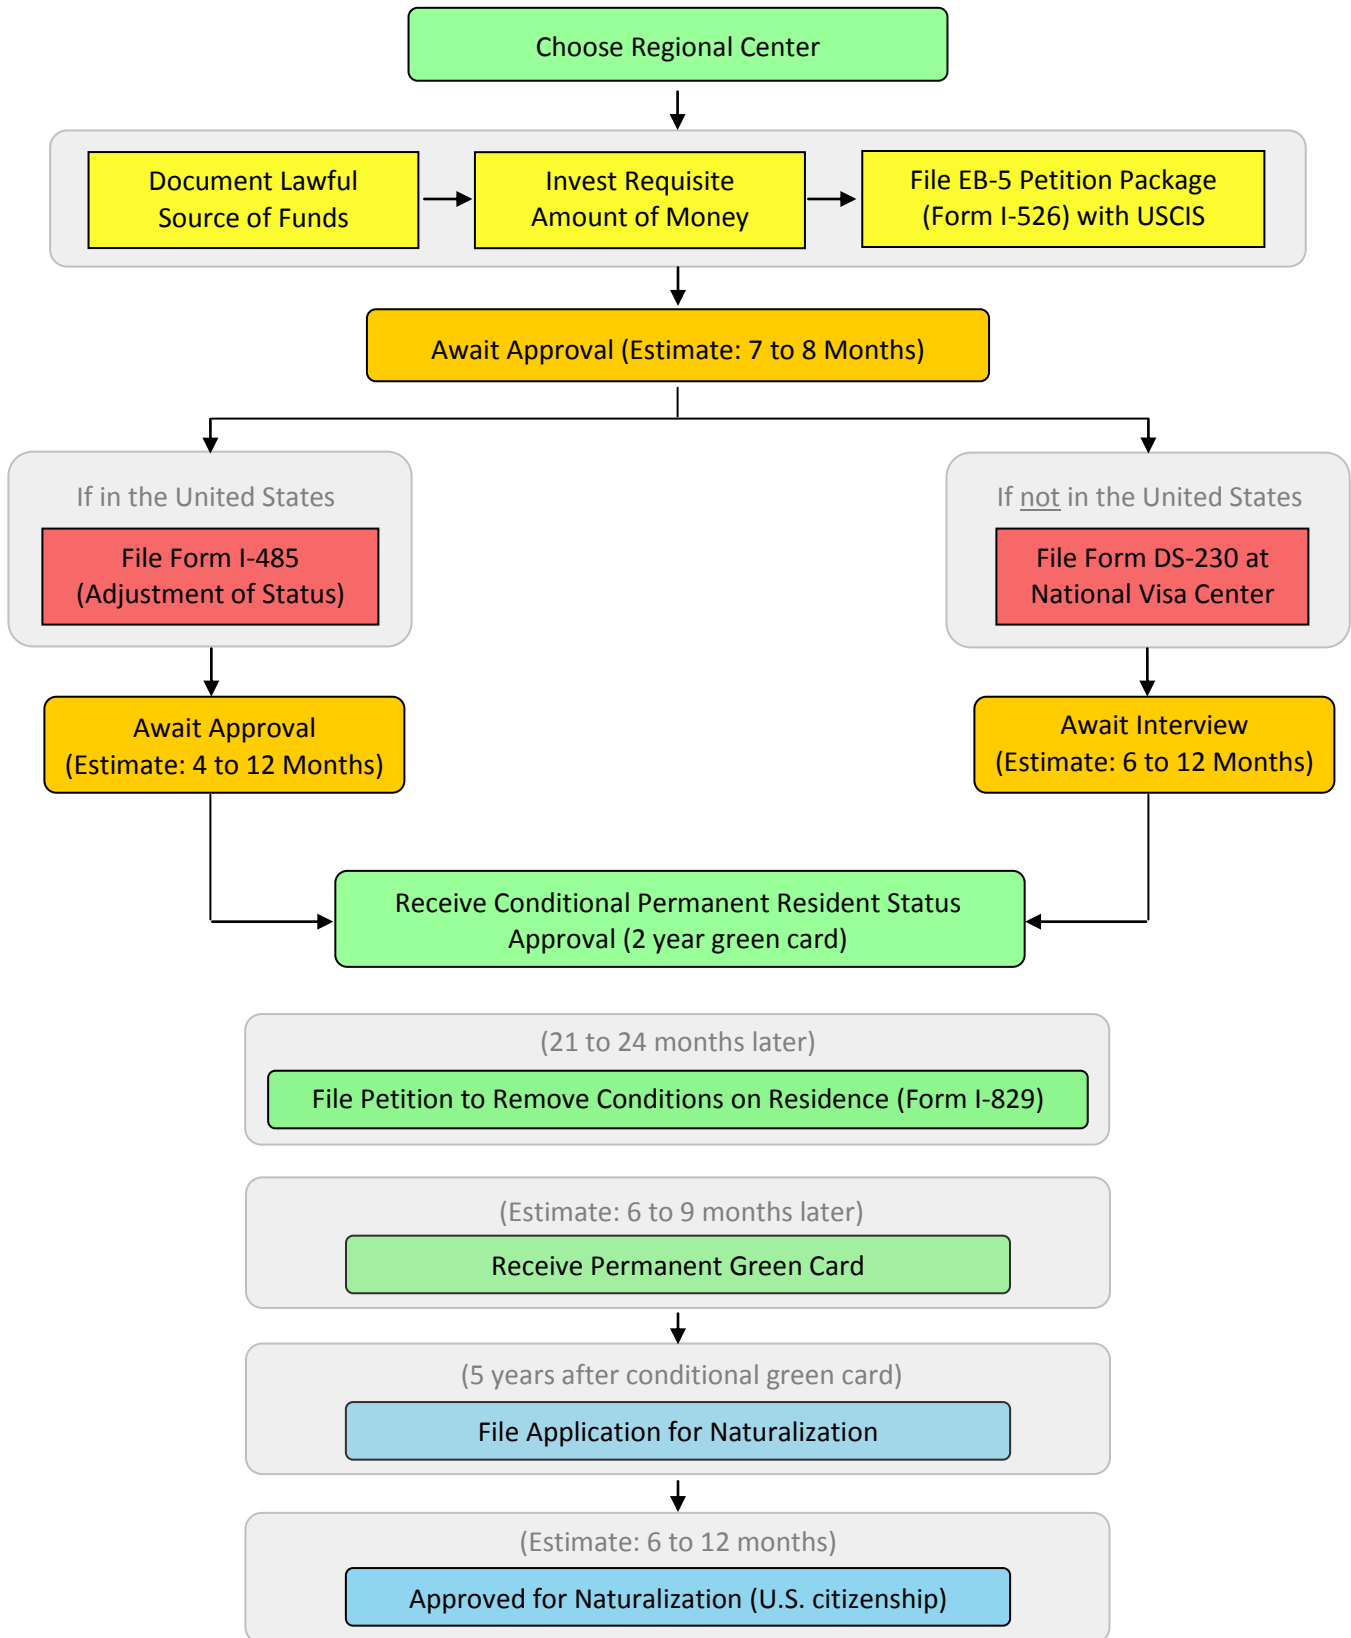 Choose Regional Center
Document Lawful
Source of Funds
Invest Requisite
Amount of Money
File EB-5 Petition Package
(Form I-526) with USCIS
Await Approval (Estimate: 7 to 8 Months)
If in the United States
File Form I-485
(Adjustment of Status)
If not in the United States
File Form DS-230 at
National Visa Center
Await Approval
(Estimate: 4 to 12 Months)
Await Interview
(Estimate: 6 to 12 Months)
Receive Conditional Permanent Resident Status
Approval (2 year green card)
(21 to 24 months later)
File Petition to Remove Conditions on Residence (Form I-829)
(Estimate: 6 to 9 months later)
Receive Permanent Green Card
(5 years after conditional green card)
File Application for Naturalization
(Estimate: 6 to 12 months)
Approved for Naturalization (U.S. citizenship)